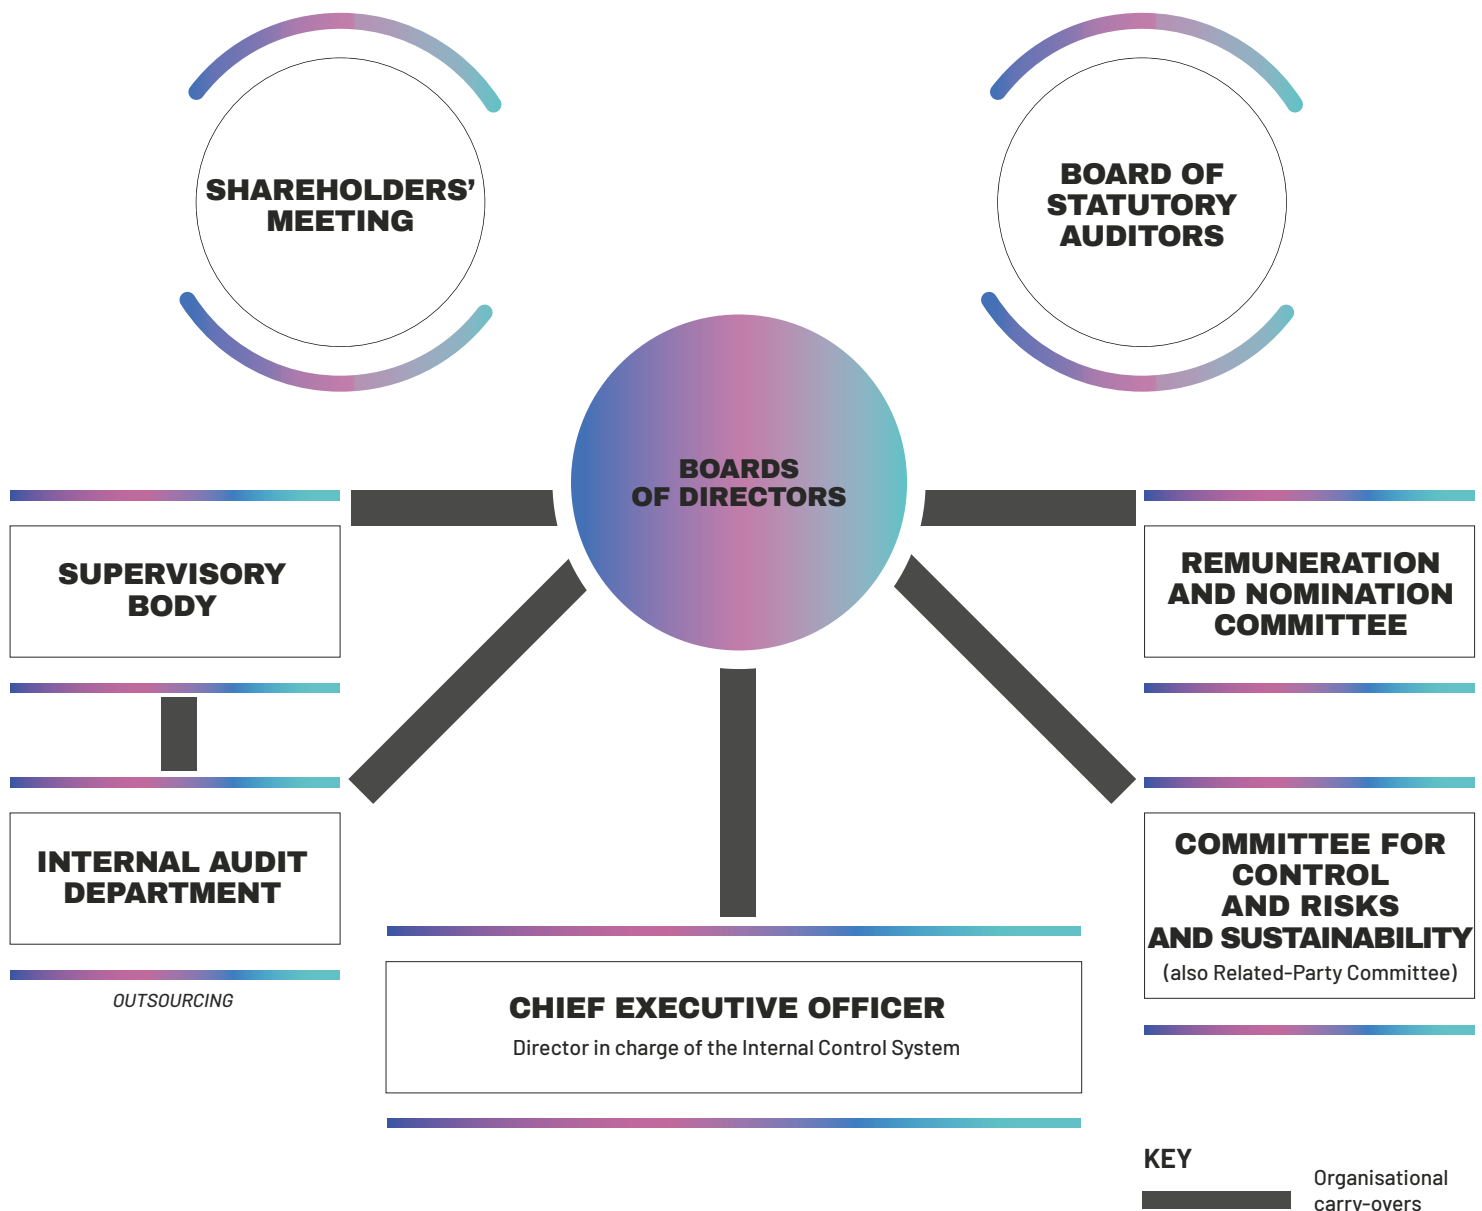 SHAREHOLDERS’
MEETING
BOARD OF
STATUTORY
AUDITORS
BOARDS
OF DIRECTORS
SUPERVISORY
BODY
REMUNERATION
AND NOMINATION
COMMITTEE
INTERNAL AUDIT
DEPARTMENT
OUTSOURCING
COMMITTEE FOR
CONTROL
AND RISKS
AND SUSTAINABILITY
(also Related-Party Committee)
CHIEF EXECUTIVE OFFICER
Director in charge of the Internal Control System
KEY
Organisational
carry-overs